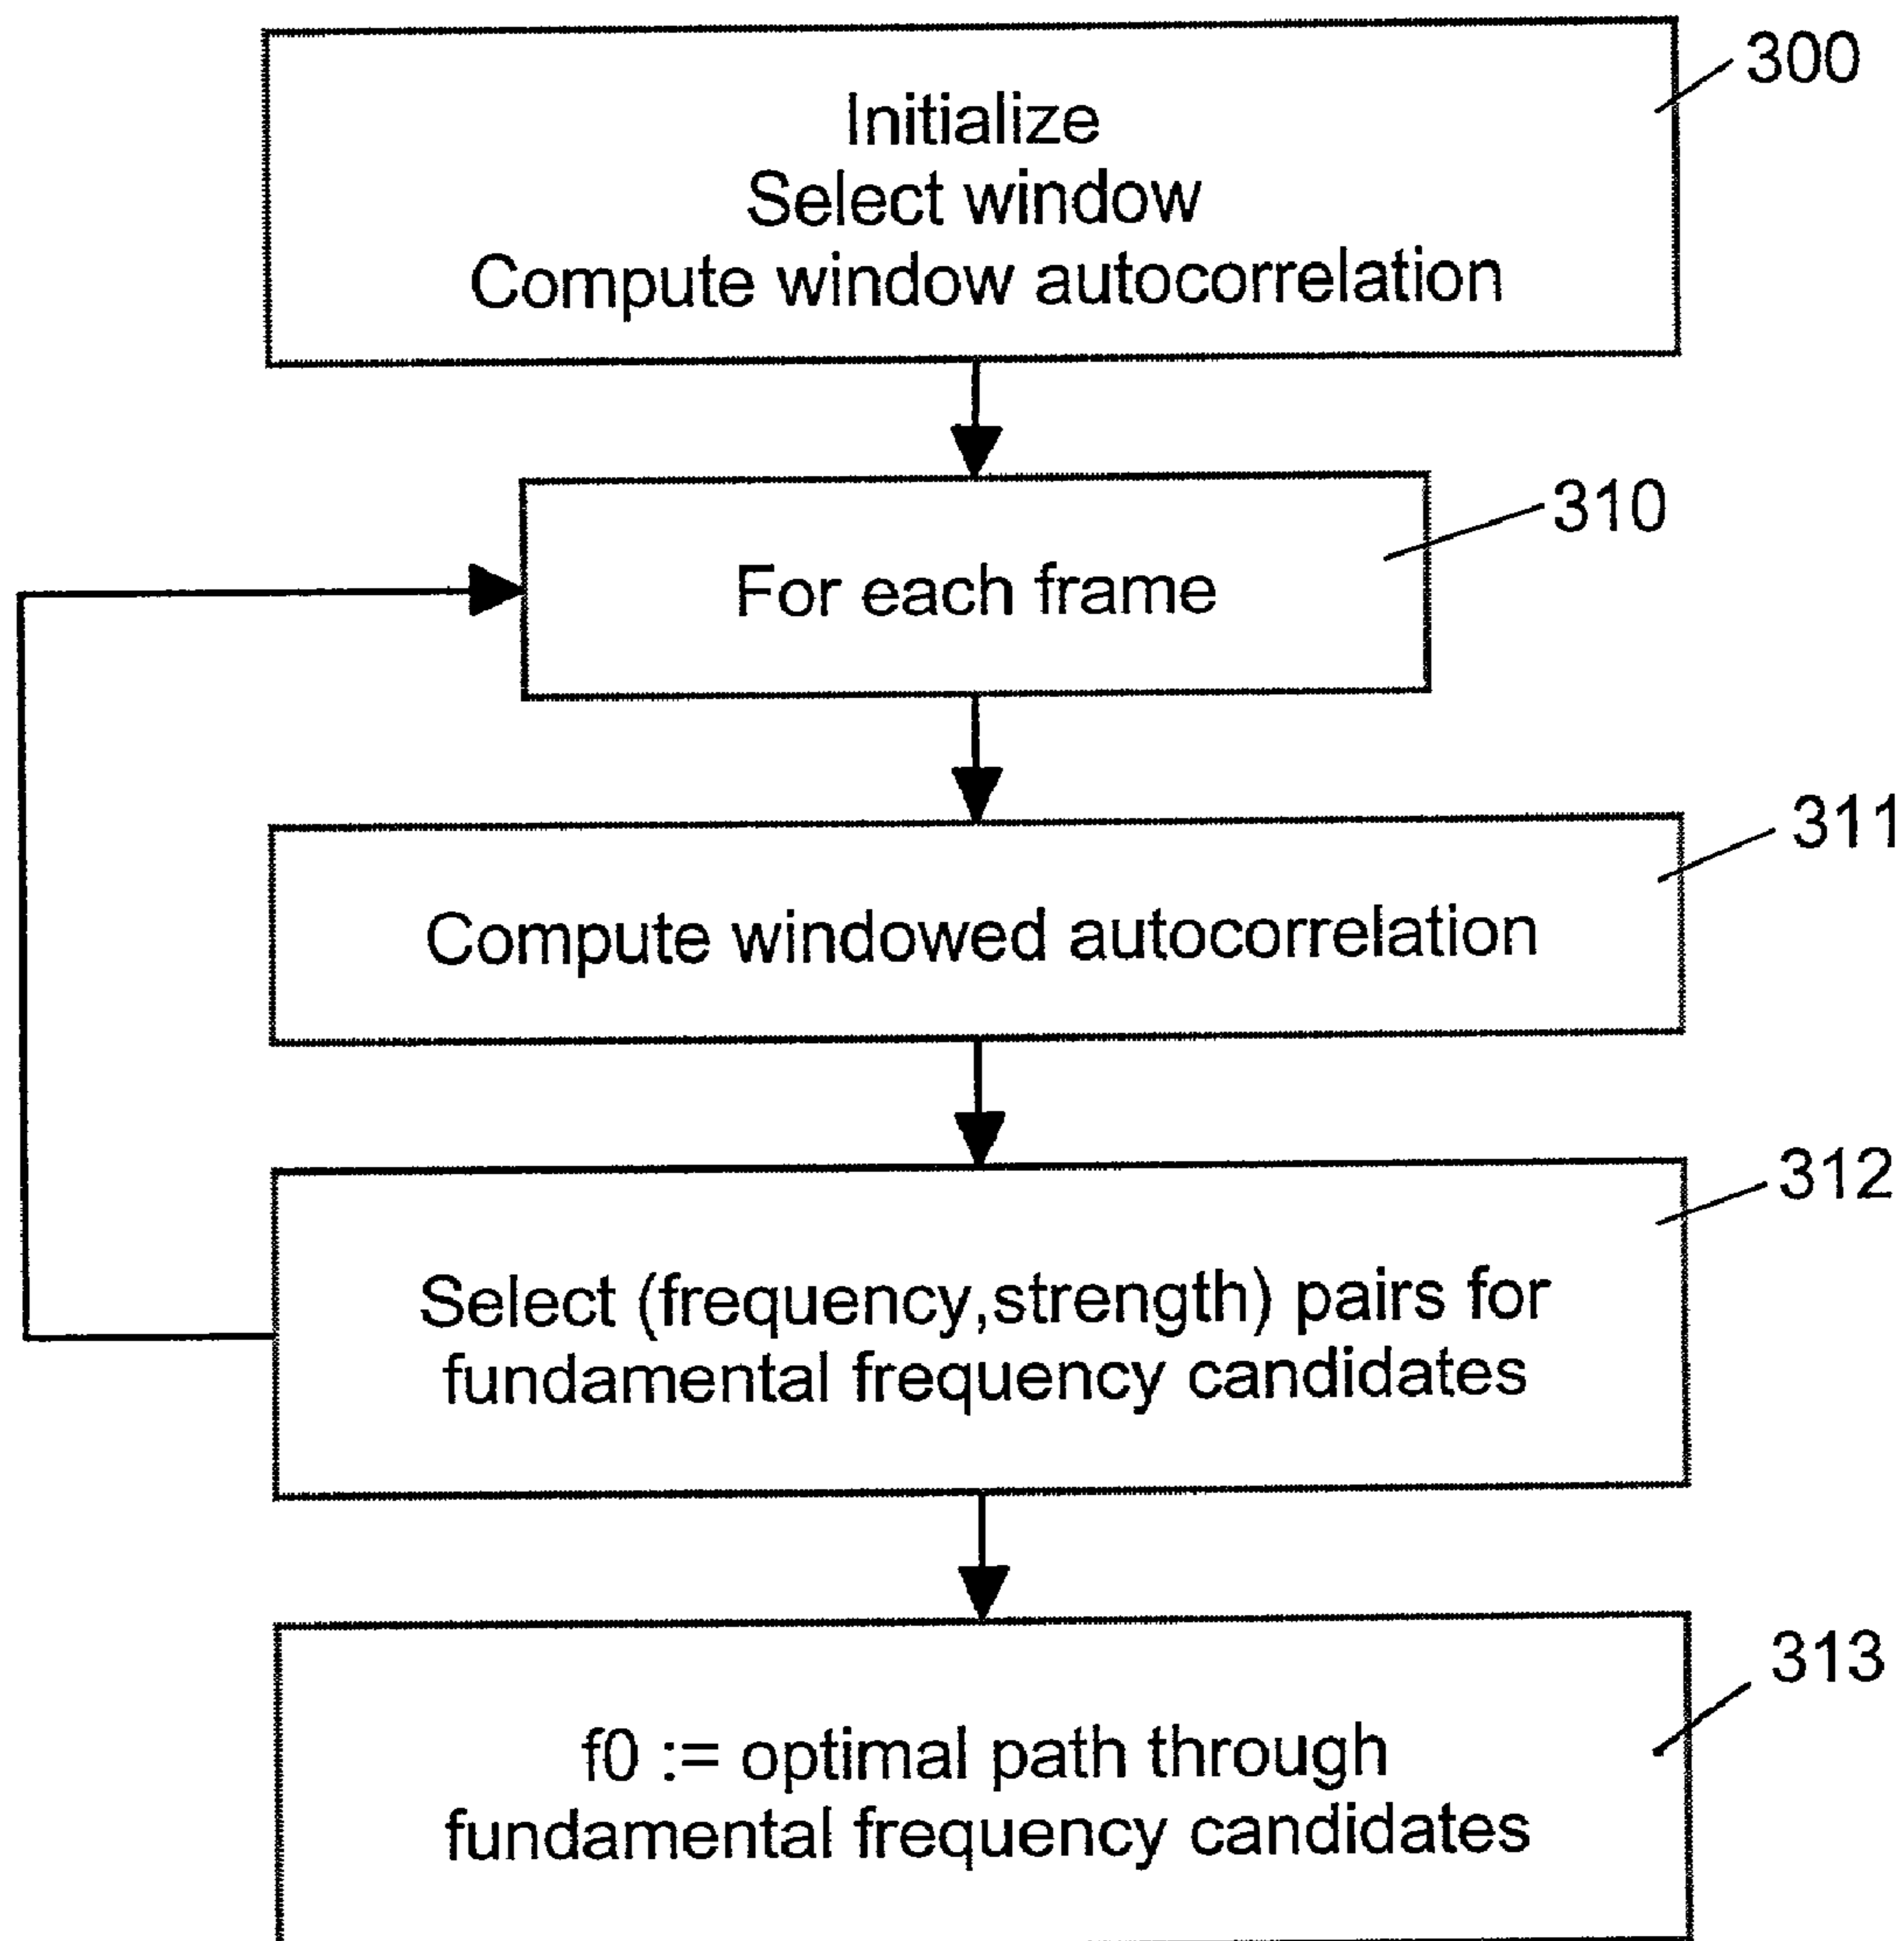 300
Initialize
Select window
Compute window autocorrelation
310
For each frame
311
Compute windowed autocorrelation
312
Select (frequency,strength) pairs for
fundamental frequency candidates
313
f0 := optimal path through
fundamental frequency candidates